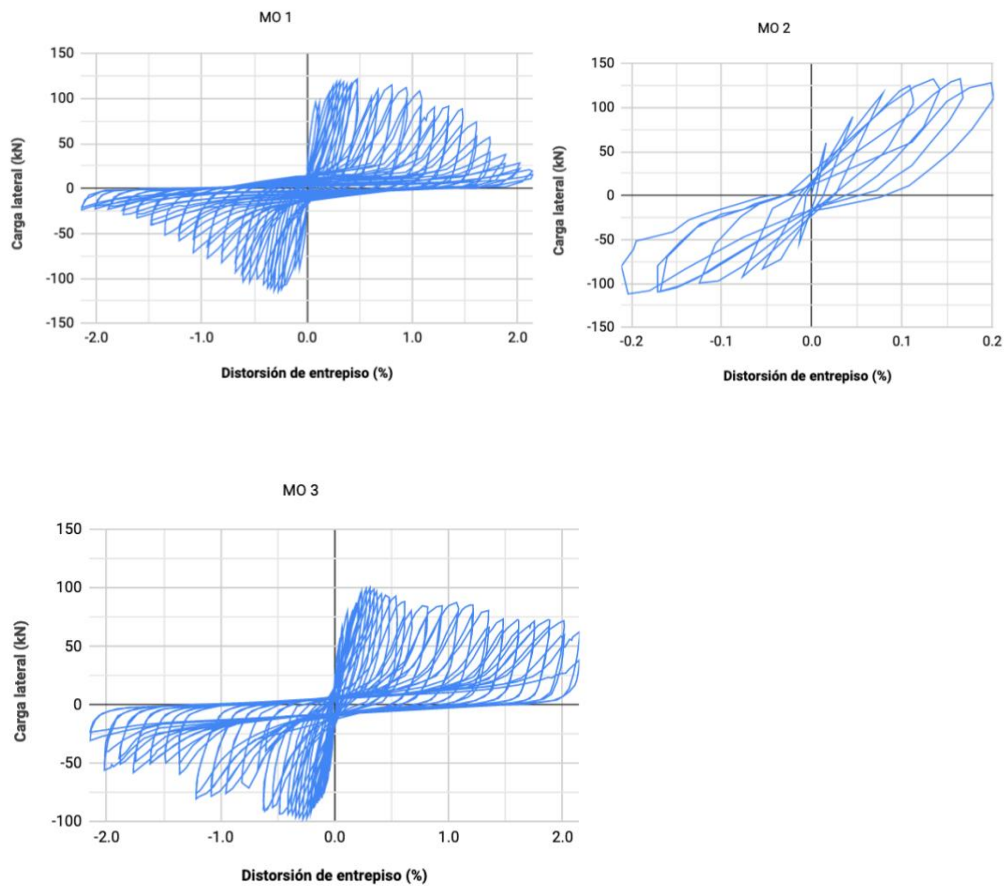 MO 1
150
100
50
0
-50
-100
-150
-2.0 -1.0 0.0 1.0 2.0
Carga lateral (kN)
Distorsión de entrepiso (%)
MO 2
150
100
50
0
-50
-100
-150
-0.2 -0.1 0.0 0.1 0.2
Carga lateral (kN)
Distorsión de entrepiso (%)
MO 3
150
100
50
0
-50
-100
-2.0 -1.0 0.0 1.0 2.0
Carga lateral (kN)
Distorsión de entrepiso (%)